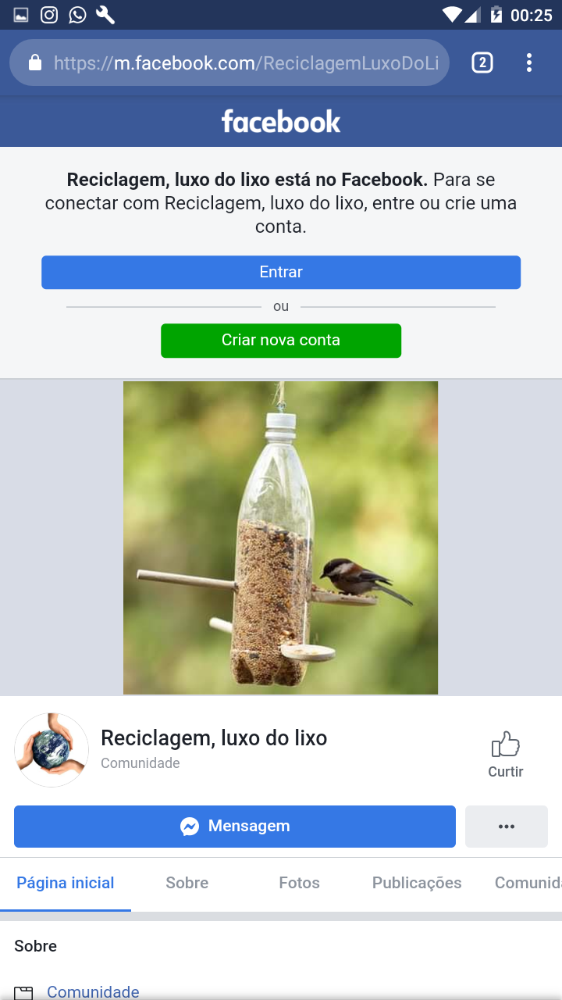 00:25
https://m.facebook.com/ReciclagemLuxoDoLi
2
facebook
Reciclagem, luxo do lixo está no Facebook. Para se
conectar com Reciclagem, luxo do lixo, entre ou crie uma
conta.
Entrar
ou
Criar nova conta
Reciclagem, luxo do lixo
Comunidade
Curtir
Mensagem
Página inicial Sobre Fotos Publicações Comunida
Sobre
Comunidade